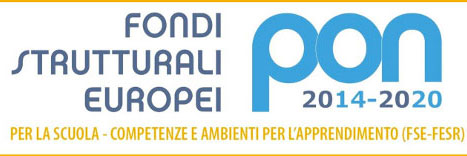 FONDI
STRUTTURALI
EUROPEI
pon
2014-2020
PER LA SCUOLA - COMPETENZE E AMBIENTI PER L'APPRENDIMENTO (FSE-FESR)